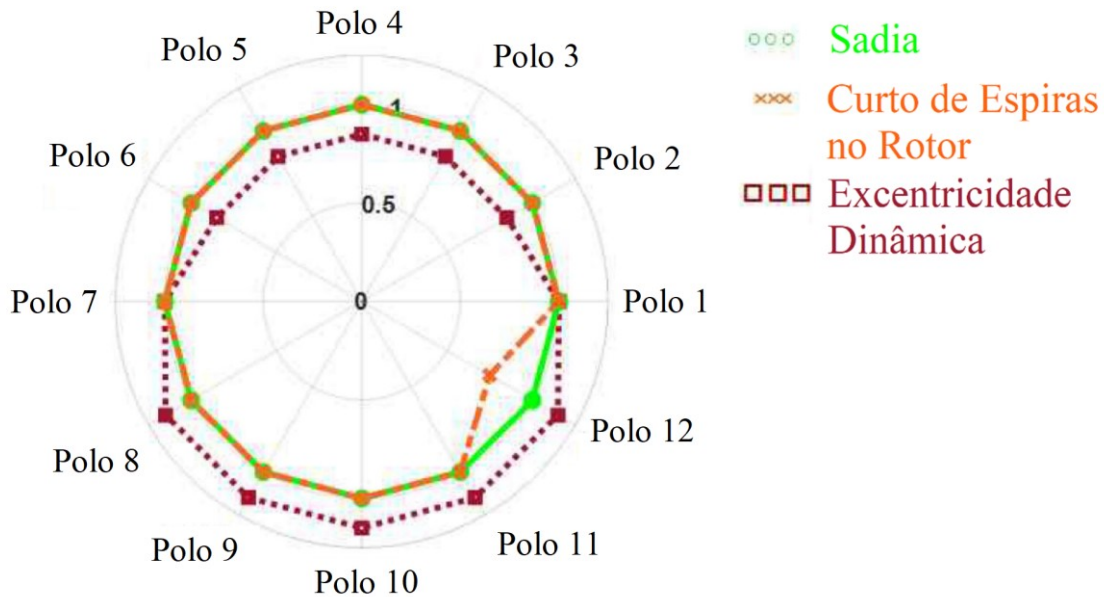 Polo 4
Polo 5
Polo 3
Polo 6
Polo 2
Polo 7
Polo 1
Polo 8
Polo 12
Polo 9
Polo 11
Polo 10
1
0.5
0
Sadia
Curto de Espiras
no Rotor
Excentricidade
Dinâmica